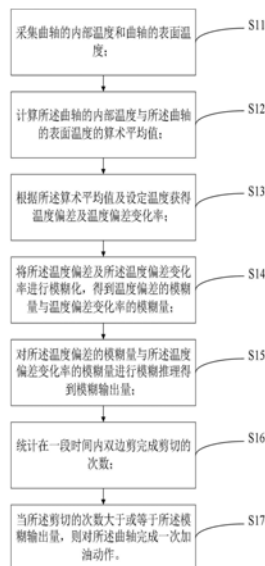 采集曲轴的内部温度和曲轴的表面温
度；
S11
计算所述曲轴的内部温度与所述曲轴
的表面温度的算术平均值；
S12
根据所述算术平均值及设定温度获得
温度偏差及温度偏差变化率；
S13
将所述温度偏差及所述温度偏差变化
率进行模糊化，得到温度偏差的模糊
量与温度偏差变化率的模糊量；
S14
对所述温度偏差的模糊量与所述温度
偏差变化率的模糊量进行模糊推理得
到模糊输出量；
S15
统计在一段时间内双边剪完成剪切的
次数；
S16
当所述剪切的次数大于或等于所述模
糊输出量，则对所述曲轴完成一次加
油动作。
S17